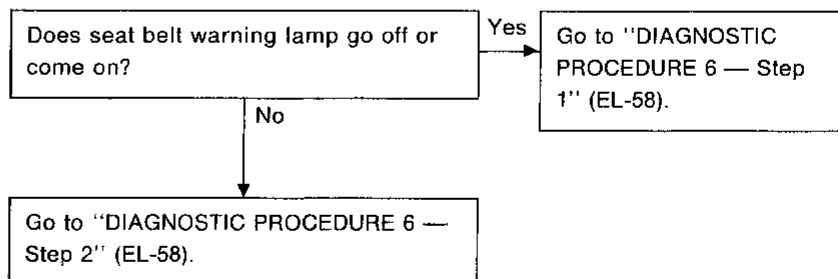 Does seat belt warning lamp go off or
come on?
Yes
Go to "DIAGNOSTIC
PROCEDURE 6 — Step
1" (EL-58).
No
Go to "DIAGNOSTIC PROCEDURE 6 —
Step 2" (EL-58).